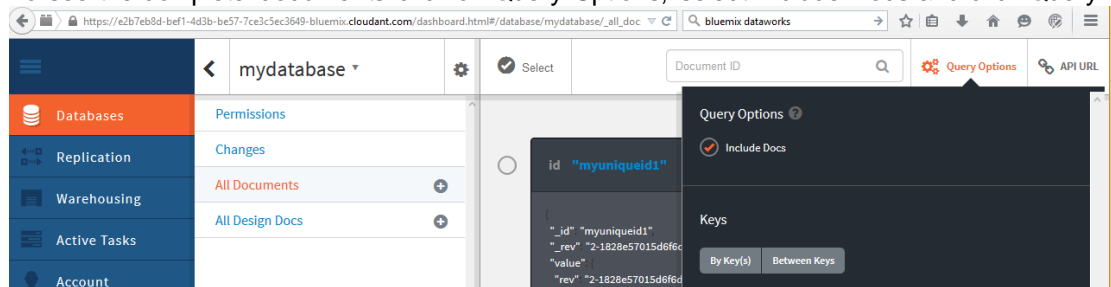 https://e2b7eb8d-bef1-4d3b-be57-7ce3c5ec3649-bluemix.cloudant.com/dashboard.html#/database/mydatabase/_all_doc
bluemix dataworks
mydatabase
Select
Document ID
Query Options
API URL
Databases
Replication
Warehousing
Active Tasks
Account
Permissions
Changes
All Documents
All Design Docs
id "myuniqueid1"
{
"_id" "myuniqueid1",
"_rev" "2-1828e57015d6f6
"value" {
"rev" "2-1828e57015d6f6
Query Options
Include Docs
Keys
By Key(s) Between Keys